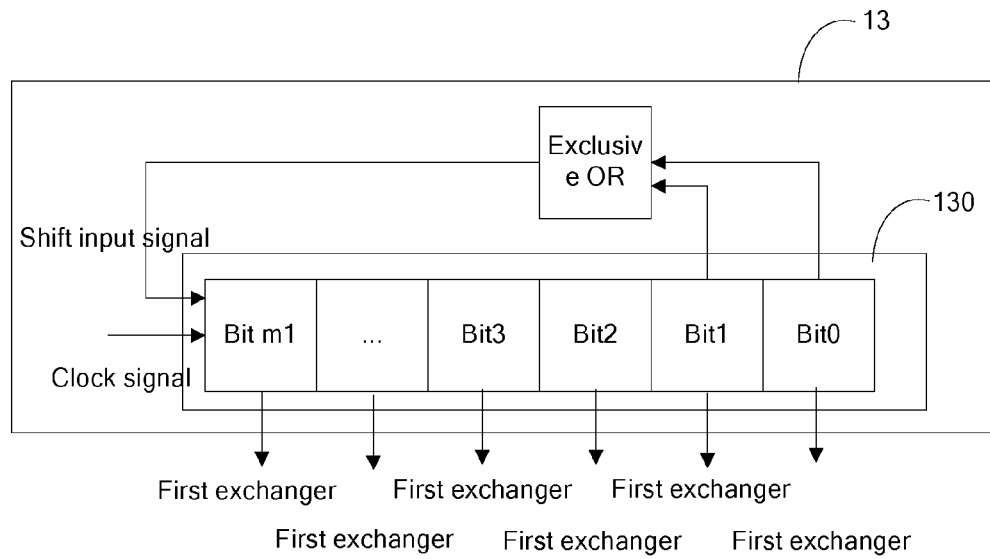 13
Exclusiv
e OR
130
Shift input signal
Bit m1
...
Bit3
Bit2
Bit1
Bit0
Clock signal
First exchanger
First exchanger
First exchanger
First exchanger
First exchanger
First exchanger